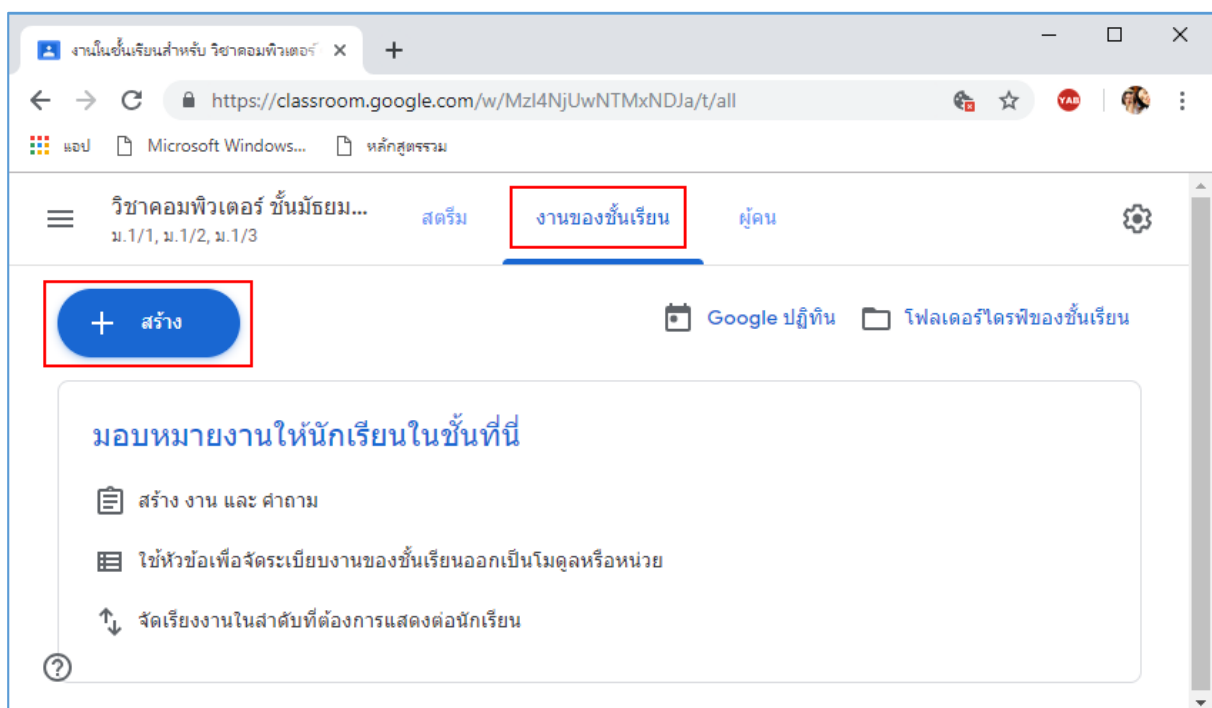 งานในชั้นเรียนสำหรับ วิชาคอมพิวเตอร์
https://classroom.google.com/w/MzI4NjUwNTMxNDJa/t/all
YAB
แอป Microsoft Windows... หลักสูตรรวม
วิชาคอมพิวเตอร์ ชั้นมัธยม... สตรีม งานของชั้นเรียน ผู้คน
ม.1/1, ม.1/2, ม.1/3
สร้าง Google ปฏิทิน โฟลเดอร์ไดรฟ์ของชั้นเรียน
มอบหมายงานให้นักเรียนในชั้นที่นี่
สร้าง งาน และ คำถาม
ใช้หัวข้อเพื่อจัดระเบียบงานของชั้นเรียนออกเป็นโมดูลหรือหน่วย
จัดเรียงงานในลำดับที่ต้องการแสดงต่อนักเรียน